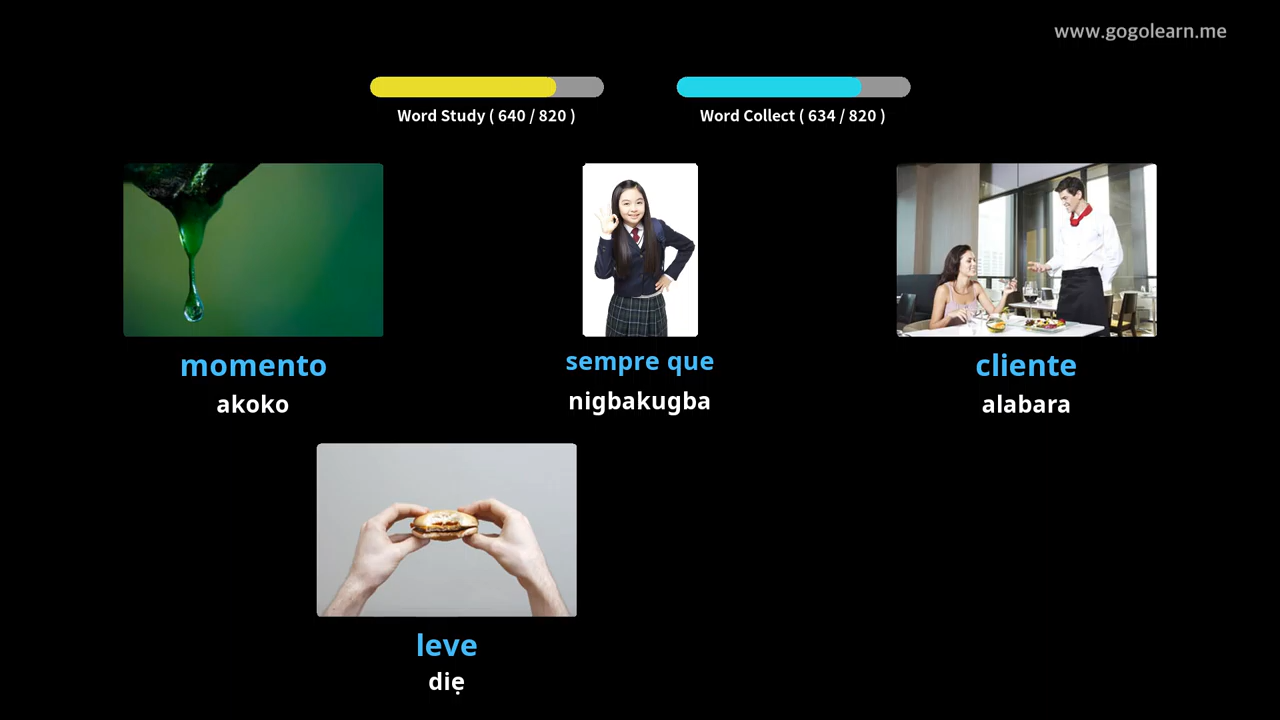 www.gogolearn.me
Word Study ( 640 / 820 )
Word Collect ( 634 / 820 )
momento
akoko
sempre que
nigbakugba
cliente
alabara
leve
diẹ